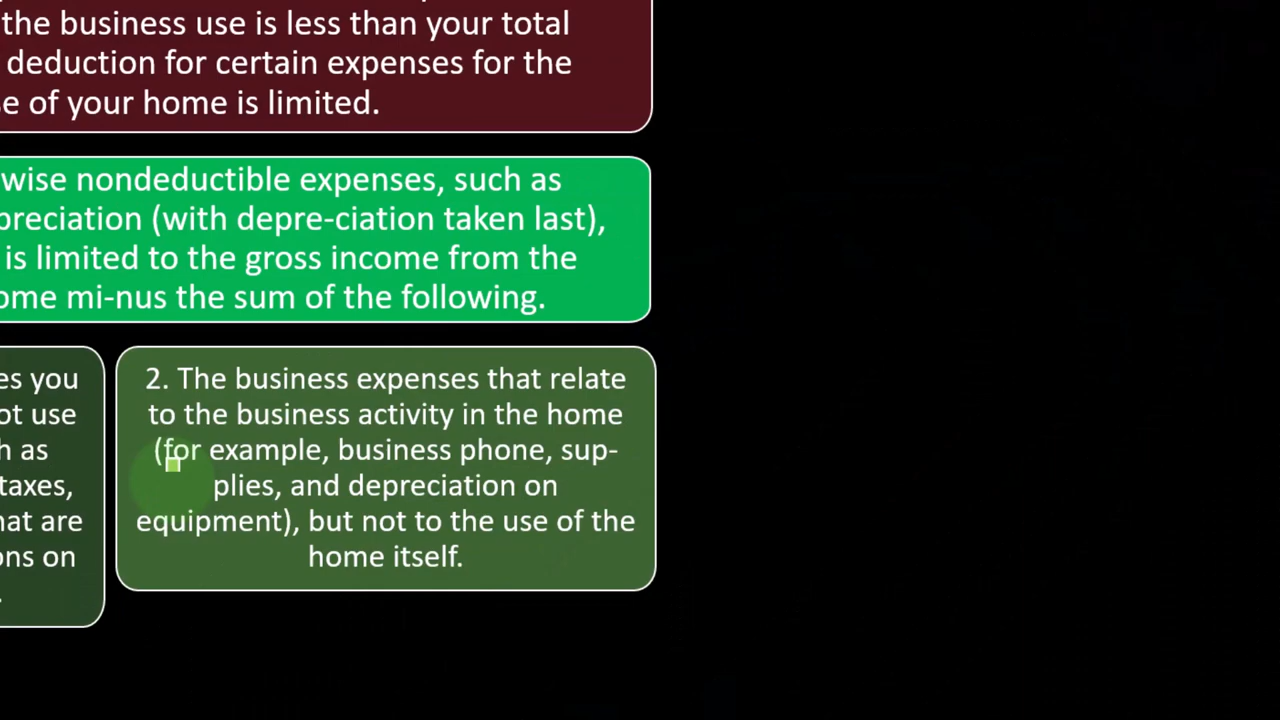 the business use is less than your total
deduction for certain expenses for the
e of your home is limited.
wise nondeductible expenses, such as
preciation (with depre-ciation taken last),
is limited to the gross income from the
ome mi-nus the sum of the following.
es you
ot use
h as
taxes,
hat are
ons on
2. The business expenses that relate
to the business activity in the home
(for example, business phone, sup-
plies, and depreciation on
equipment), but not to the use of the
home itself.